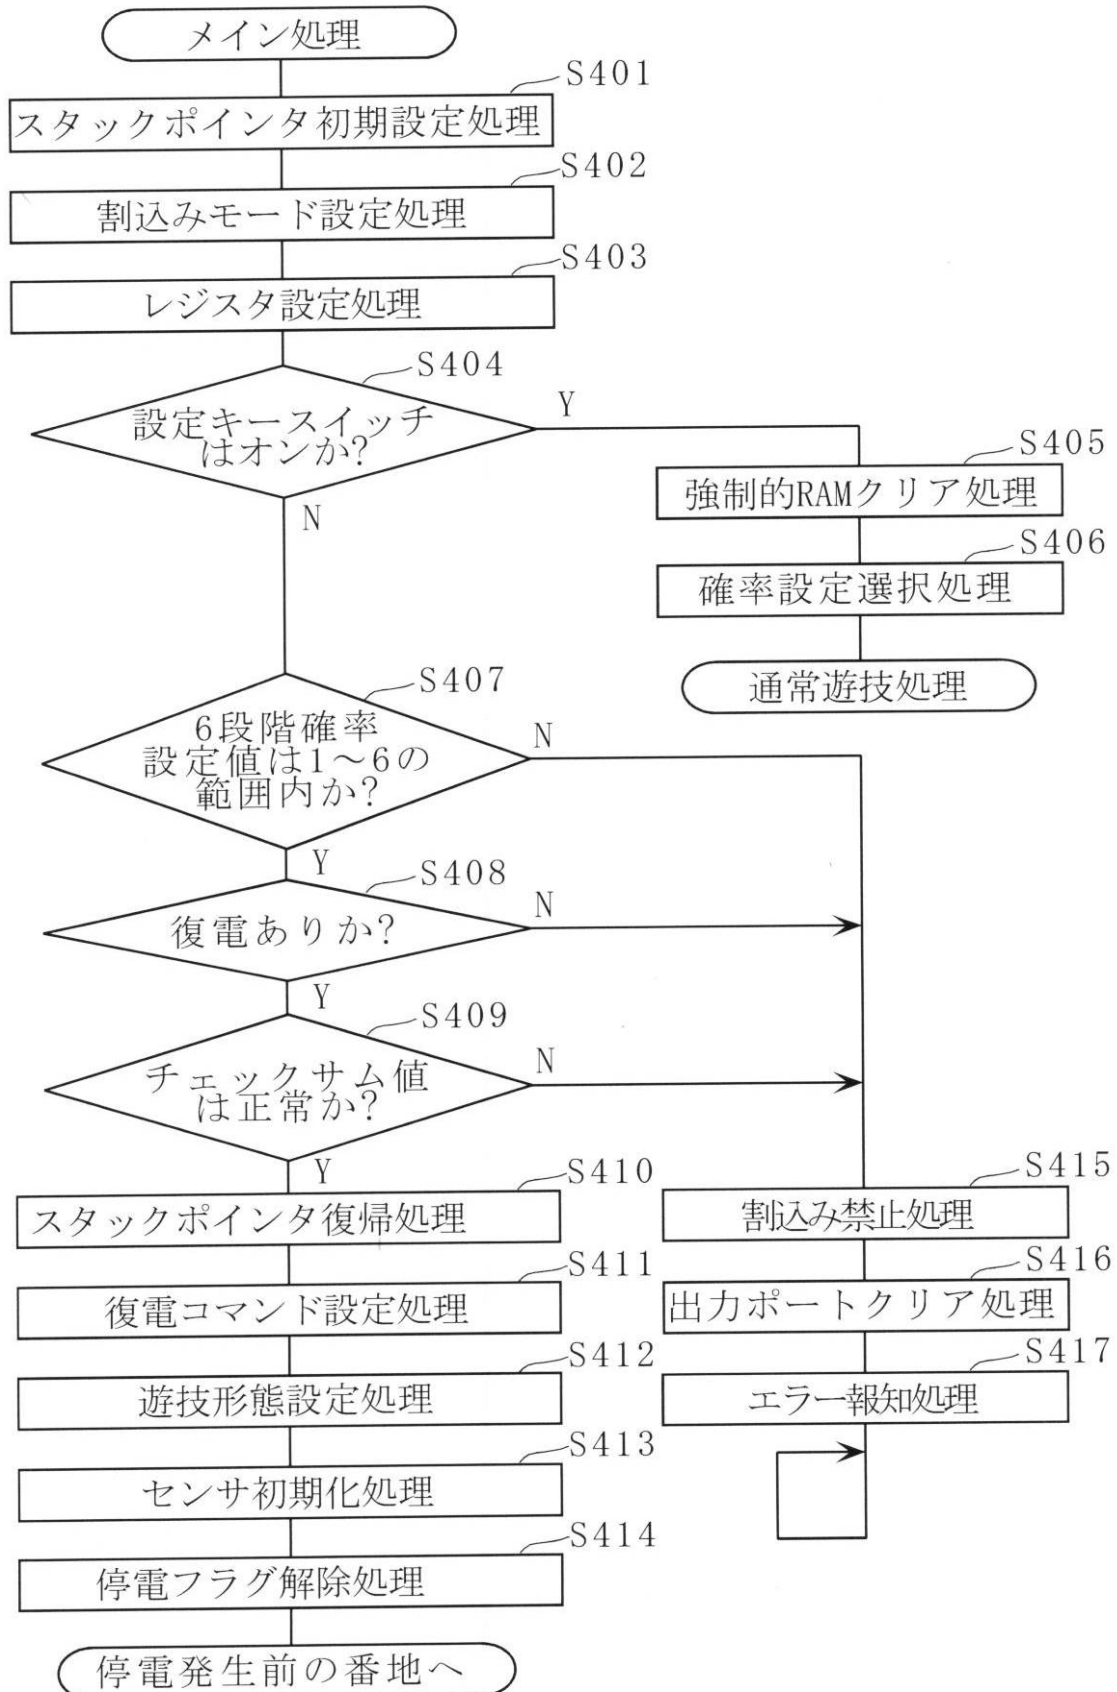 メイン処理
S401
スタックポインタ初期設定処理
S402
割込みモード設定処理
S403
レジスタ設定処理
S404
設定キースイッチ
はオンか?
Y
N
S405
強制的RAMクリア処理
S406
確率設定選択処理
通常遊技処理
S407
6段階確率
設定値は1～6の
範囲内か?
N
Y
S408
復電ありか?
N
Y
S409
チェックサム値
は正常か?
N
Y
S410
スタックポインタ復帰処理
S411
復電コマンド設定処理
S412
遊技形態設定処理
S413
センサ初期化処理
S414
停電フラグ解除処理
停電発生前の番地へ
S415
割込み禁止処理
S416
出力ポートクリア処理
S417
エラー報知処理